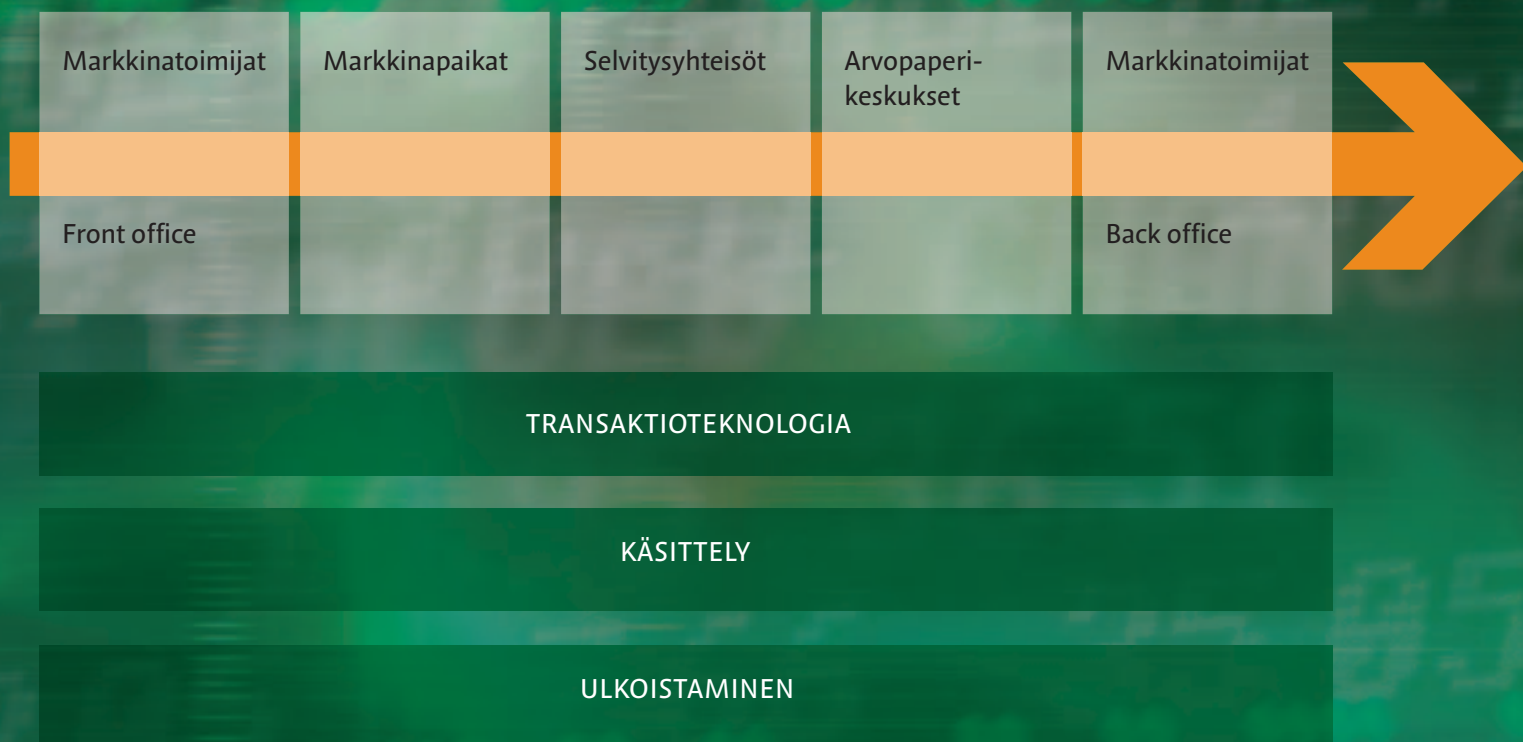 Markkinatoimijat
Markkinapaikat
Selvitysyhteisöt
Arvopaperi-
keskukset
Markkinatoimijat
Front office
Back office
TRANSAKTIOTEKNOLOGIA
KÄSITTELY
ULKOISTAMINEN